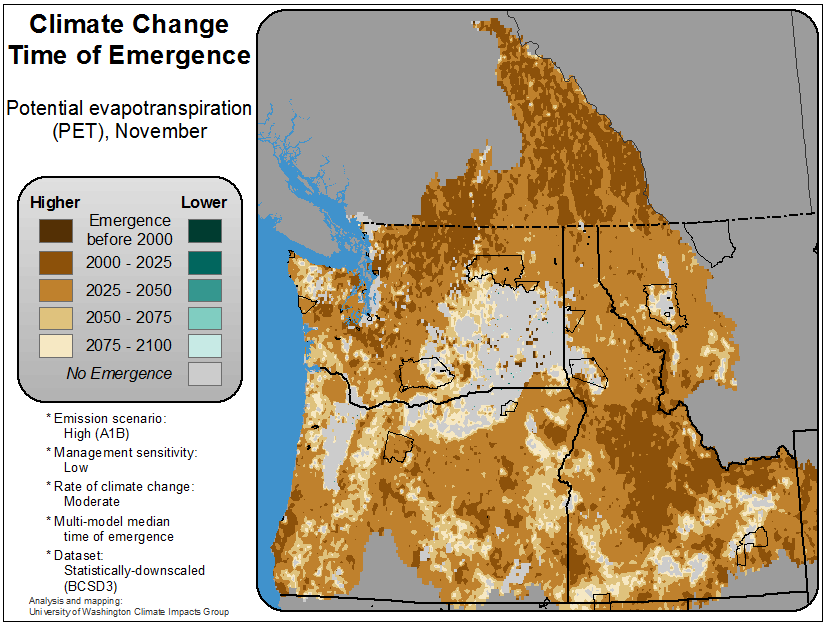 Climate Change
Time of Emergence
Potential evapotranspiration
(PET), November
Higher
Lower
Emergence
before 2000
2000 - 2025
2025 - 2050
2050 - 2075
2075 - 2100
No Emergence
* Emission scenario:
High (A1B)
* Management sensitivity:
Low
* Rate of climate change:
Moderate
* Multi-model median
time of emergence
* Dataset:
Statistically-downscaled
(BCSD3)
Analysis and mapping:
University of Washington Climate Impacts Group